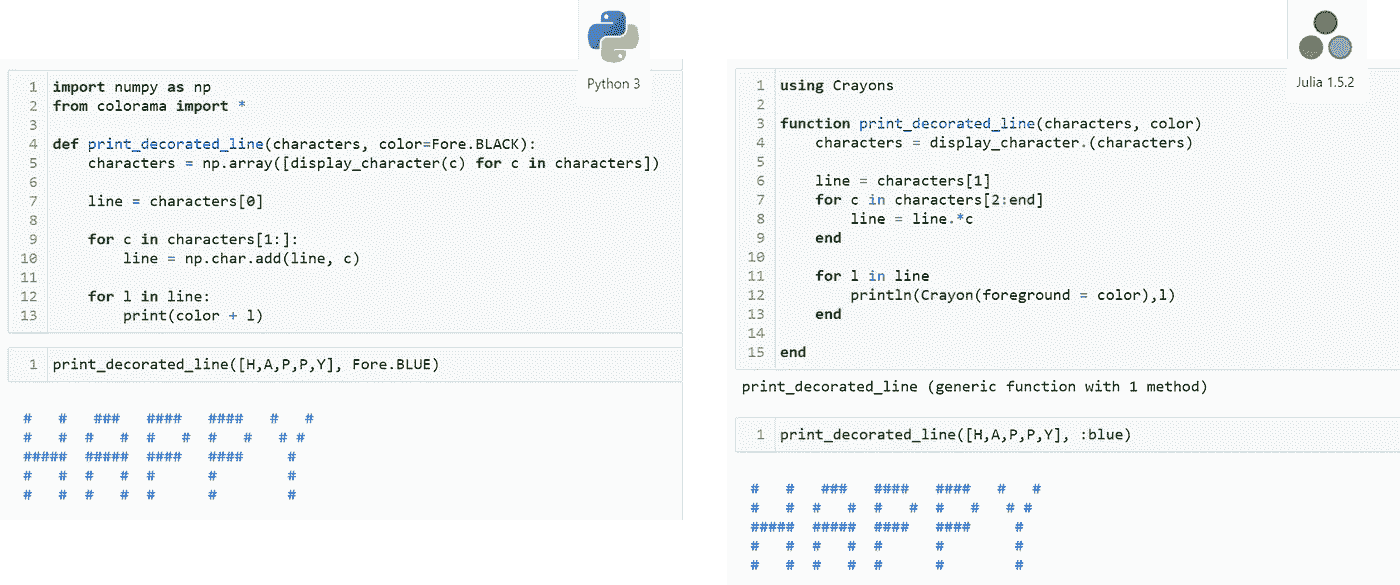 Python 3
1 import numpy as np
2 from colorama import *
3
4 def print_decorated_line(characters, color=Fore.BLACK):
5     characters = np.array([display_character(c) for c in characters])
6
7     line = characters[0]
8
9     for c in characters[1:]:
10         line = np.char.add(line, c)
11
12     for l in line:
13         print(color + l)
1 print_decorated_line([H,A,P,P,Y], Fore.BLUE)
#   #   ###   ####   ####   #   #
#   #  #   #  #   #  #   #   # #
#####  #####  ####   ####     #
#   #  #   #  #      #        #
#   #  #   #  #      #        #
Julia 1.5.2
1 using Crayons
2
3 function print_decorated_line(characters, color)
4     characters = display_character.(characters)
5
6     line = characters[1]
7     for c in characters[2:end]
8         line = line.*c
9     end
10
11     for l in line
12         println(Crayon(foreground = color),l)
13     end
14
15 end
print_decorated_line (generic function with 1 method)
1 print_decorated_line([H,A,P,P,Y], :blue)
#   #   ###   ####   ####   #   #
#   #  #   #  #   #  #   #   # #
#####  #####  ####   ####     #
#   #  #   #  #      #        #
#   #  #   #  #      #        #